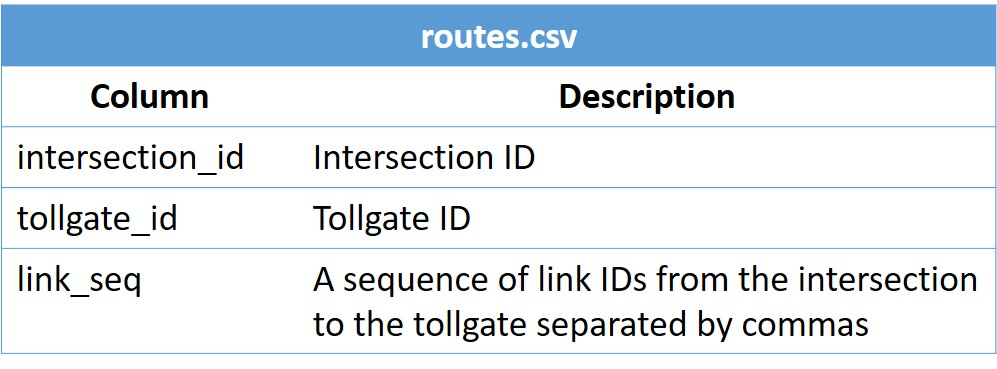 routes.csv
Column Description
intersection_id Intersection ID
tollgate_id Tollgate ID
link_seq A sequence of link IDs from the intersection
to the tollgate separated by commas